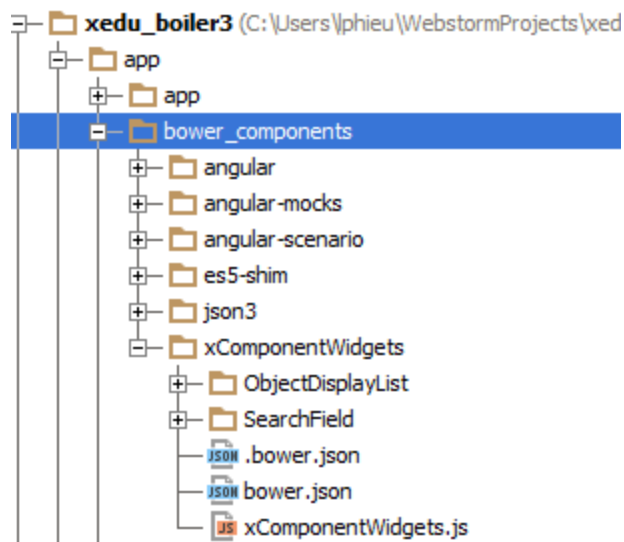 xedu_boiler3 (C:\Users\lphieu\WebstormProjects\xed
app
app
bower_components
angular
angular-mocks
angular-scenario
es5-shim
json3
xComponentWidgets
ObjectDisplayList
SearchField
JSON .bower.json
JSON bower.json
JS xComponentWidgets.js